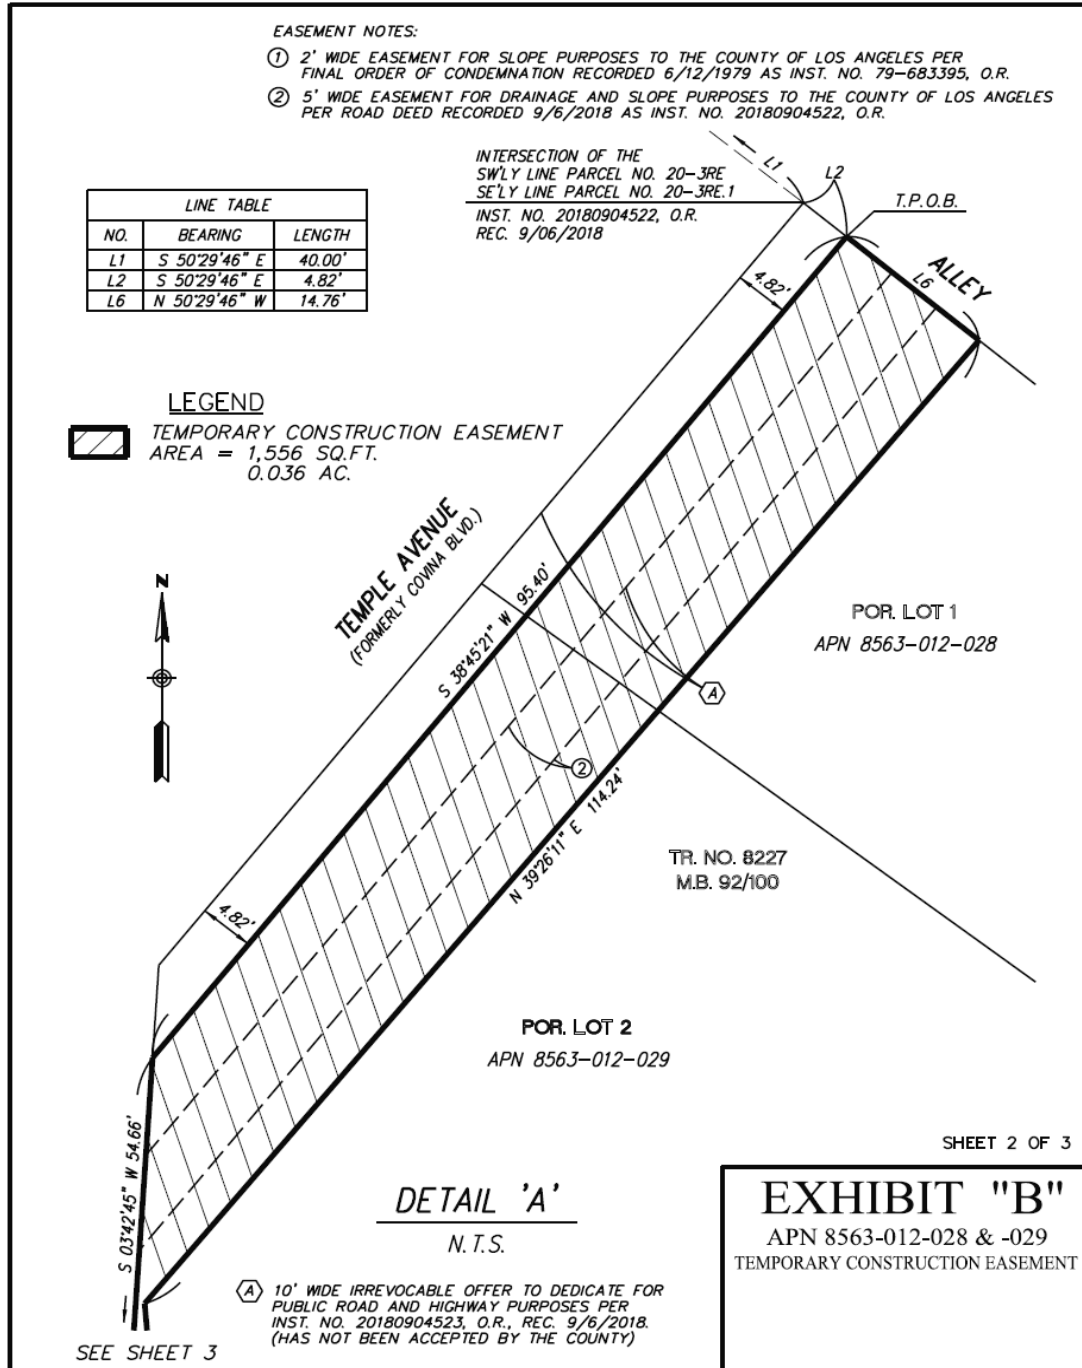 EASEMENT NOTES:
1 2' WIDE EASEMENT FOR SLOPE PURPOSES TO THE COUNTY OF LOS ANGELES PER
FINAL ORDER OF CONDEMNATION RECORDED 6/12/1979 AS INST. NO. 79-683395, O.R.
2 5' WIDE EASEMENT FOR DRAINAGE AND SLOPE PURPOSES TO THE COUNTY OF LOS ANGELES
PER ROAD DEED RECORDED 9/6/2018 AS INST. NO. 20180904522, O.R.
INTERSECTION OF THE
SW'LY LINE PARCEL NO. 20-3RE
SE'LY LINE PARCEL NO. 20-3RE.1
INST. NO. 20180904522, O.R.
REC. 9/06/2018
L1
L2
T.P.O.B.
LINE TABLE
NO. BEARING LENGTH
L1 S 50°29'46" E 40.00'
L2 S 50°29'46" E 4.82'
L6 N 50°29'46" W 14.76'
4.82'
ALLEY
L6
LEGEND
TEMPORARY CONSTRUCTION EASEMENT
AREA = 1,556 SQ.FT.
0.036 AC.
TEMPLE AVENUE
(FORMERLY COVINA BLVD.)
N
S 38°45'21" W 95.40'
POR. LOT 1
APN 8563-012-028
A
2
N 39°26'11" E 114.24'
TR. NO. 8227
M.B. 92/100
4.82'
POR. LOT 2
APN 8563-012-029
S 03°42'45" W 54.66'
SHEET 2 OF 3
DETAIL 'A'
N.T.S.
EXHIBIT "B"
APN 8563-012-028 & -029
TEMPORARY CONSTRUCTION EASEMENT
A 10' WIDE IRREVOCABLE OFFER TO DEDICATE FOR
PUBLIC ROAD AND HIGHWAY PURPOSES PER
INST. NO. 20180904523, O.R., REC. 9/6/2018.
(HAS NOT BEEN ACCEPTED BY THE COUNTY)
SEE SHEET 3